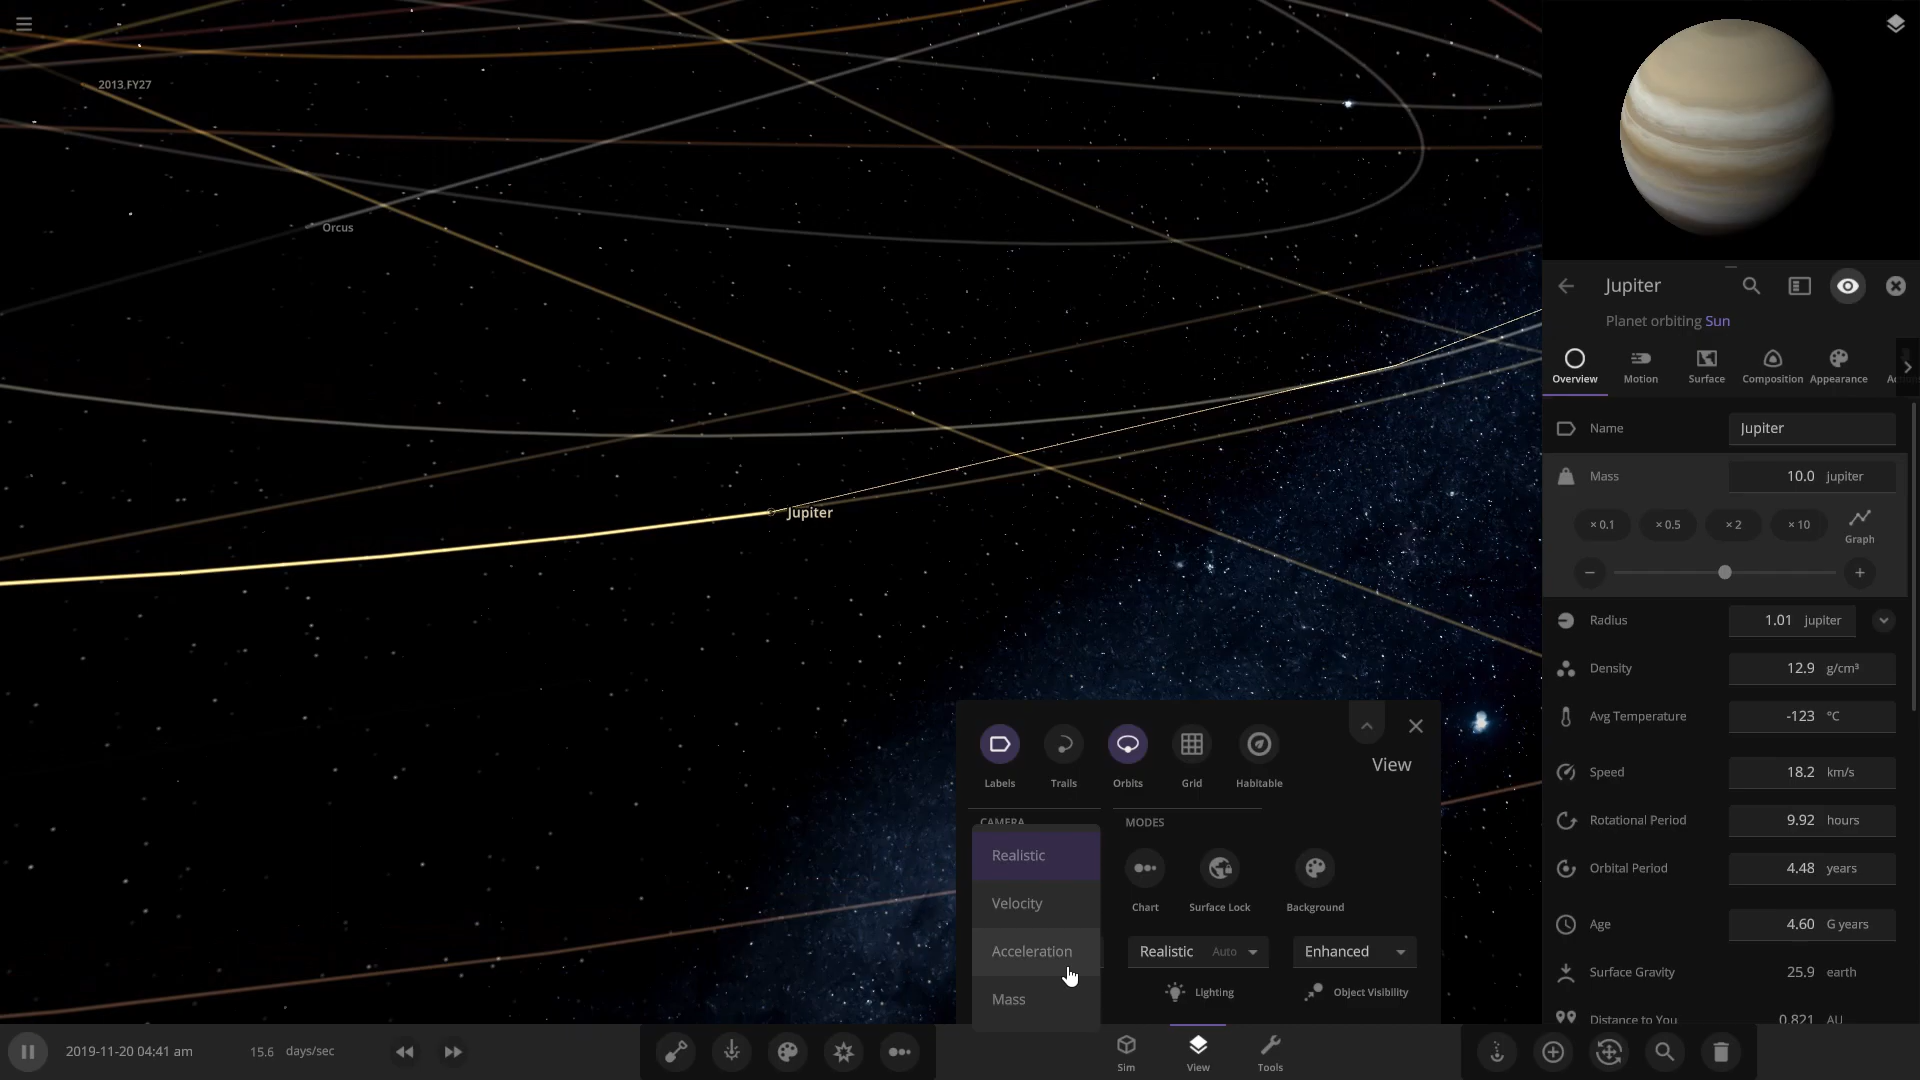 2013 FY27
Orcus
Jupiter
Labels
Trails
Orbits
Grid
Habitable
View
CAMERA
MODES
Realistic
Velocity
Acceleration
Mass
Chart
Surface Lock
Background
Realistic Auto
Enhanced
Lighting
Object Visibility
2019-11-20 04:41 am
15.6 days/sec
Sim
View
Tools
Jupiter
Planet orbiting Sun
Overview
Motion
Surface
Composition
Appearance
Name Jupiter
Mass 10.0 jupiter
× 0.1
× 0.5
× 2
× 10
Graph
Radius 1.01 jupiter
Density 12.9 g/cm³
Avg Temperature -123 °C
Speed 18.2 km/s
Rotational Period 9.92 hours
Orbital Period 4.48 years
Age 4.60 G years
Surface Gravity 25.9 earth
Distance to You 0.821 AU